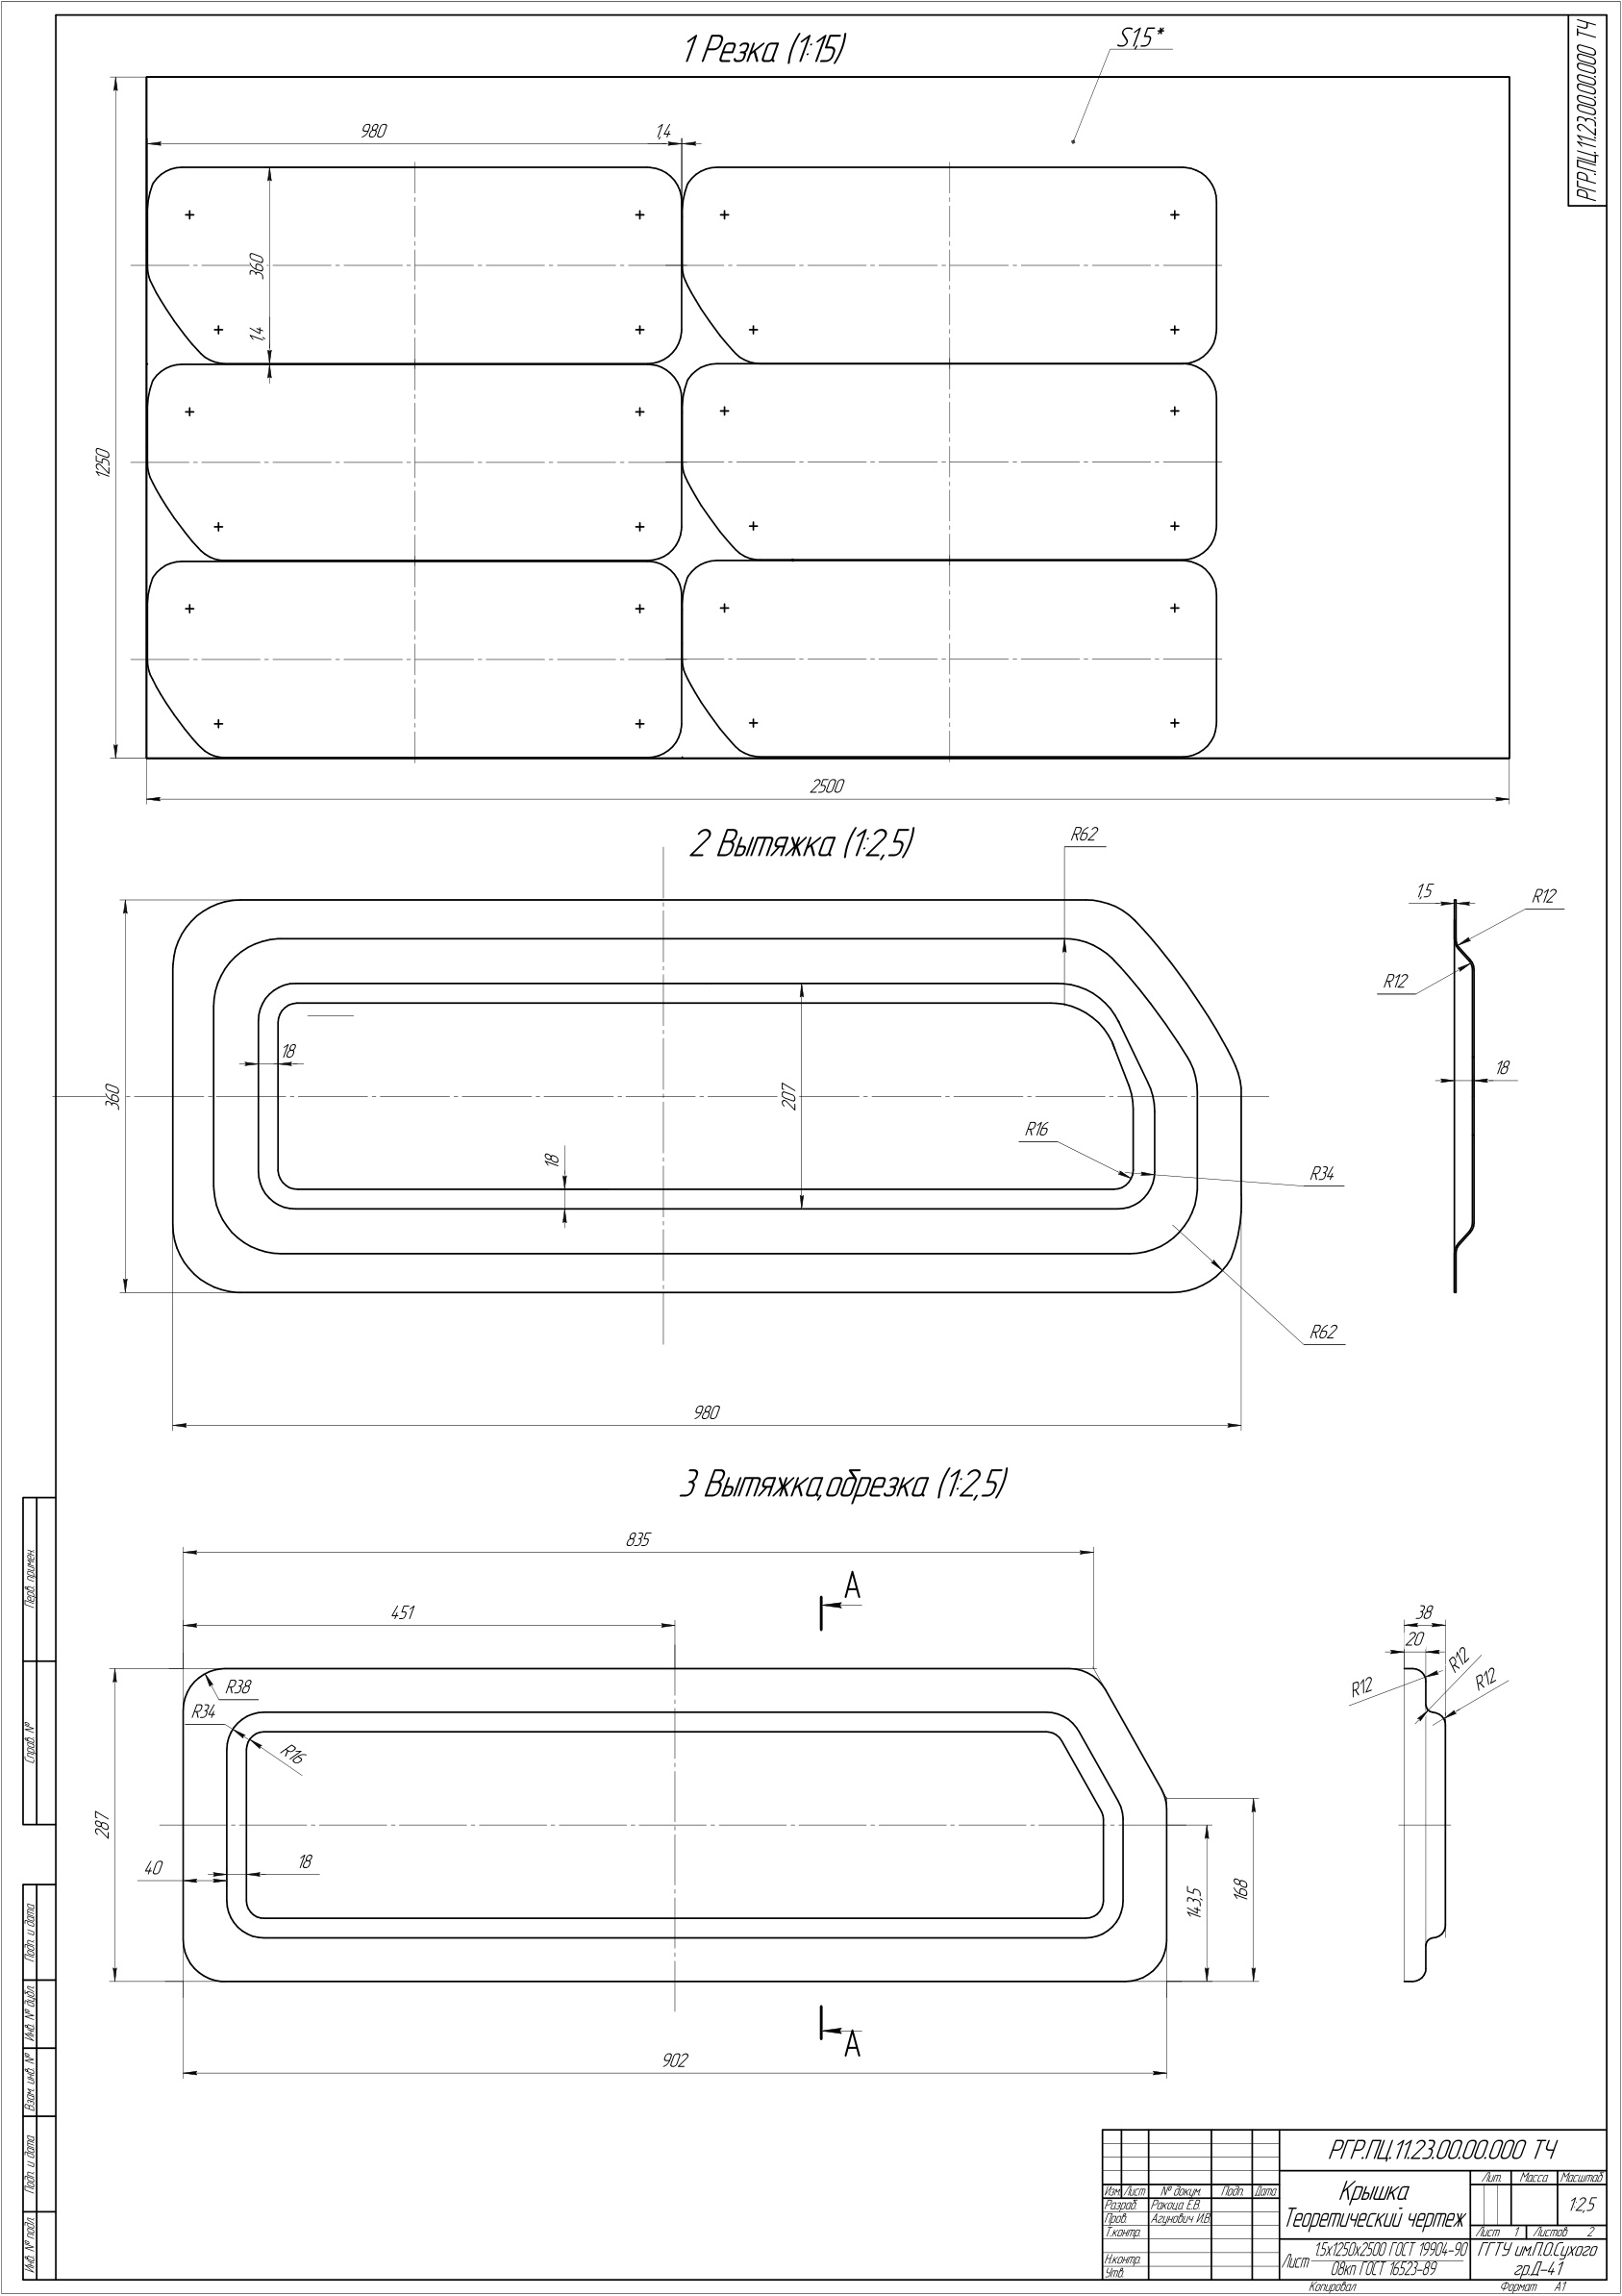 1 Резка (1:15)
S1,5*
РГР.ПЦ.11.23.00.00.000 ТЧ
980
1,4
360
1,4
1250
2500
2 Вытяжка (1:2,5)
R62
1,5
R12
R12
18
360
207
18
R16
18
R34
R62
980
3 Вытяжка,обрезка (1:2,5)
835
А
451
38
20
R12
R12
R12
R38
R34
R16
287
40
18
143,5
168
А
902
Перв. примен.
Справ. №
Подп. и дата
Инв. № дубл.
Взам. инв. №
Подп. и дата
Инв. № подл.
РГР.ПЦ.11.23.00.00.000 ТЧ
Изм. Лист № докум. Подп. Дата
Разраб. Ракоца Е.В.
Пров. Агунович И.В.
Т.контр.
Н.контр.
Утв.
Крышка
Теоретический чертеж
Лит. Масса Масштаб
1:2,5
Лист 1 Листов 2
Лист 1.5х1250х2500 ГОСТ 19904-90
08кп ГОСТ 16523-89
ГГТУ им.П.О.Сухого
гр.Д-41
Копировал Формат А1